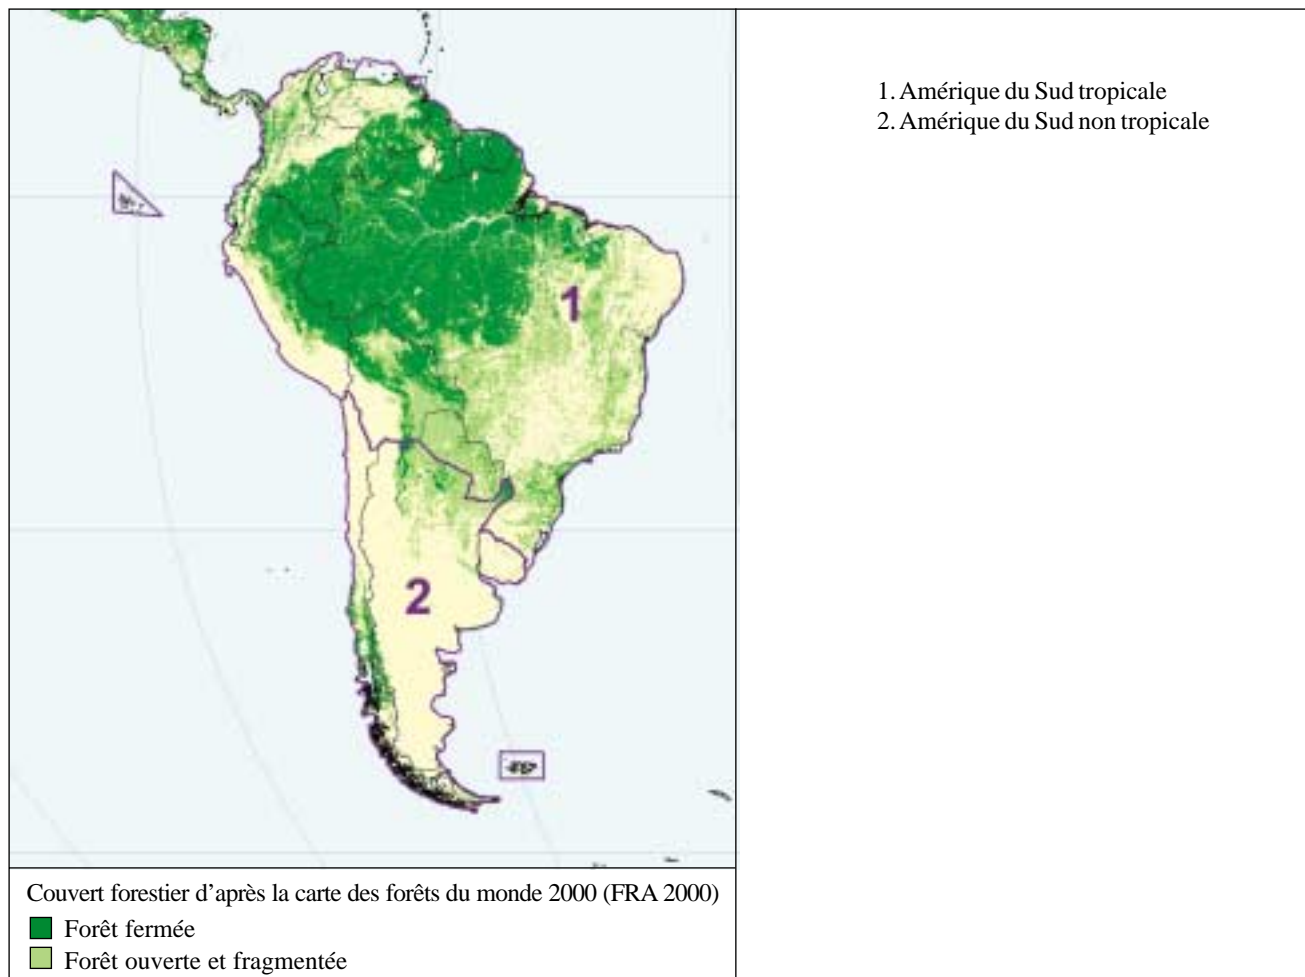 1. Amérique du Sud tropicale
2. Amérique du Sud non tropicale
1
2
Couvert forestier d’après la carte des forêts du monde 2000 (FRA 2000)
Forêt fermée
Forêt ouverte et fragmentée